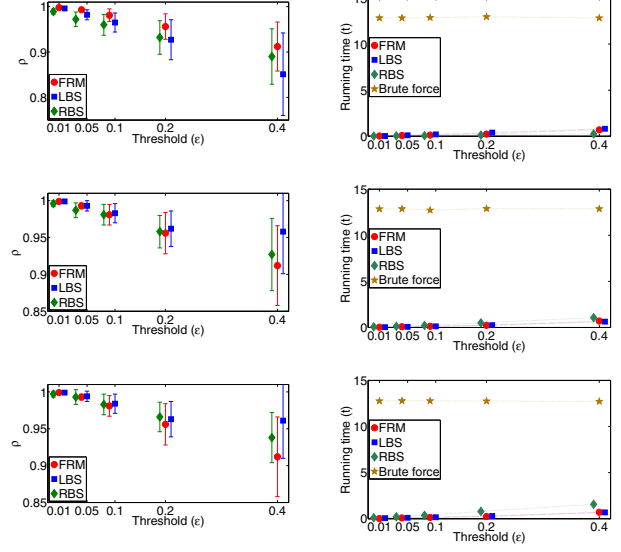 1
0.9
0.8
ρ
FRM
LBS
RBS
0.01 0.05 0.1 0.2 0.4
Threshold (ε)
15
10
5
0
Running time (t)
FRM
LBS
RBS
Brute force
0.01 0.05 0.1 0.2 0.4
Threshold (ε)
1
0.95
0.9
0.85
ρ
FRM
LBS
RBS
0.01 0.05 0.1 0.2 0.4
Threshold (ε)
15
10
5
0
Running time (t)
FRM
LBS
RBS
Brute force
0.01 0.05 0.1 0.2 0.4
Threshold (ε)
1
0.95
0.9
0.85
ρ
FRM
LBS
RBS
0.01 0.05 0.1 0.2 0.4
Threshold (ε)
15
10
5
0
Running time (t)
FRM
LBS
RBS
Brute force
0.01 0.05 0.1 0.2 0.4
Threshold (ε)